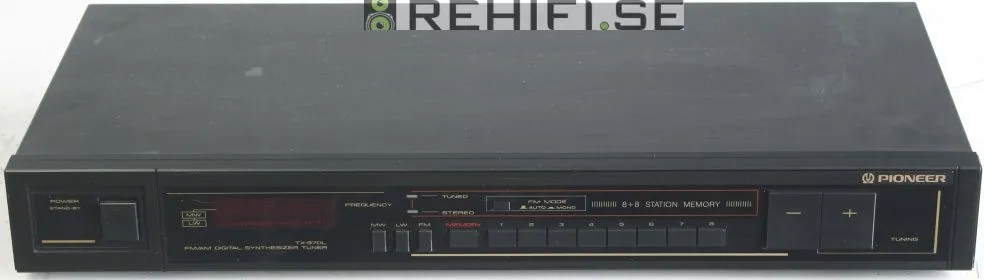 REHIFI.SE
PIONEER
POWER
STAND-BY
MW
LW
FREQUENCY
TUNED
STEREO
FM MODE
AUTO MONO
8+8 STATION MEMORY
TX-570L
FM/AM DIGITAL SYNTHESIZER TUNER
MW LW FM MEMORY 1 2 3 4 5 6 7 8
− +
TUNING